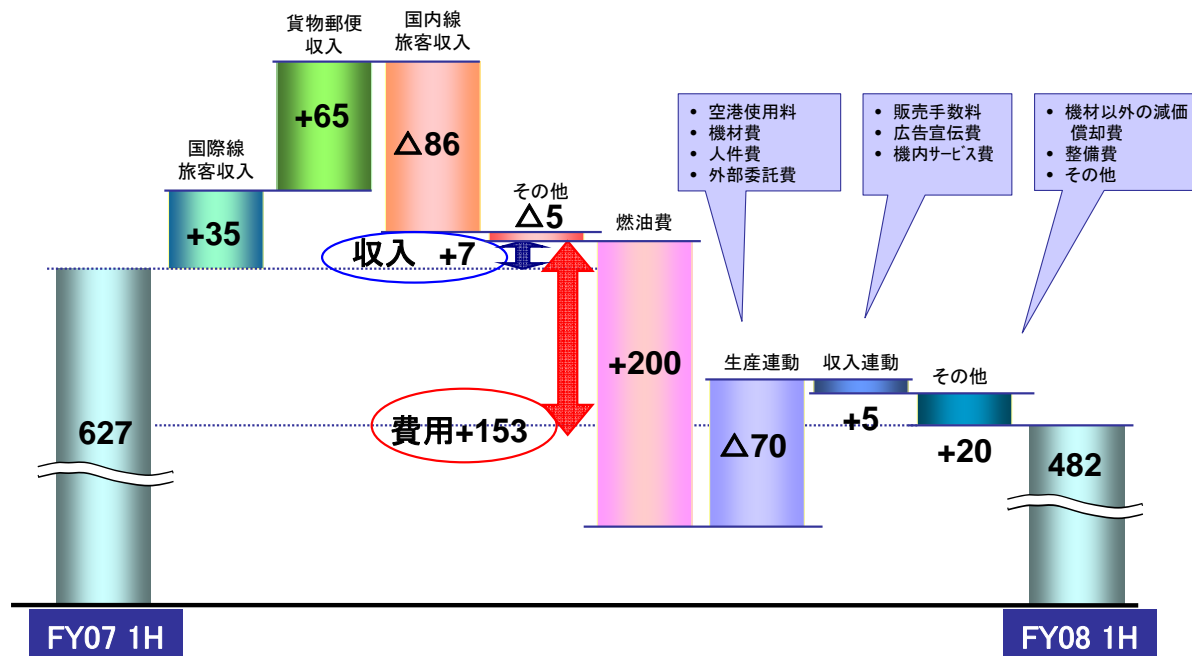 貨物郵便
収入
国内線
旅客収入
国際線
旅客収入
+65
△86
+35
その他
△5
燃油費
収入 +7
• 空港使用料
• 機材費
• 人件費
• 外部委託費
• 販売手数料
• 広告宣伝費
• 機内サービス費
• 機材以外の減価
償却費
• 整備費
• その他
+200
生産連動
収入連動
その他
627
費用+153
△70
+5
+20
482
FY07 1H
FY08 1H